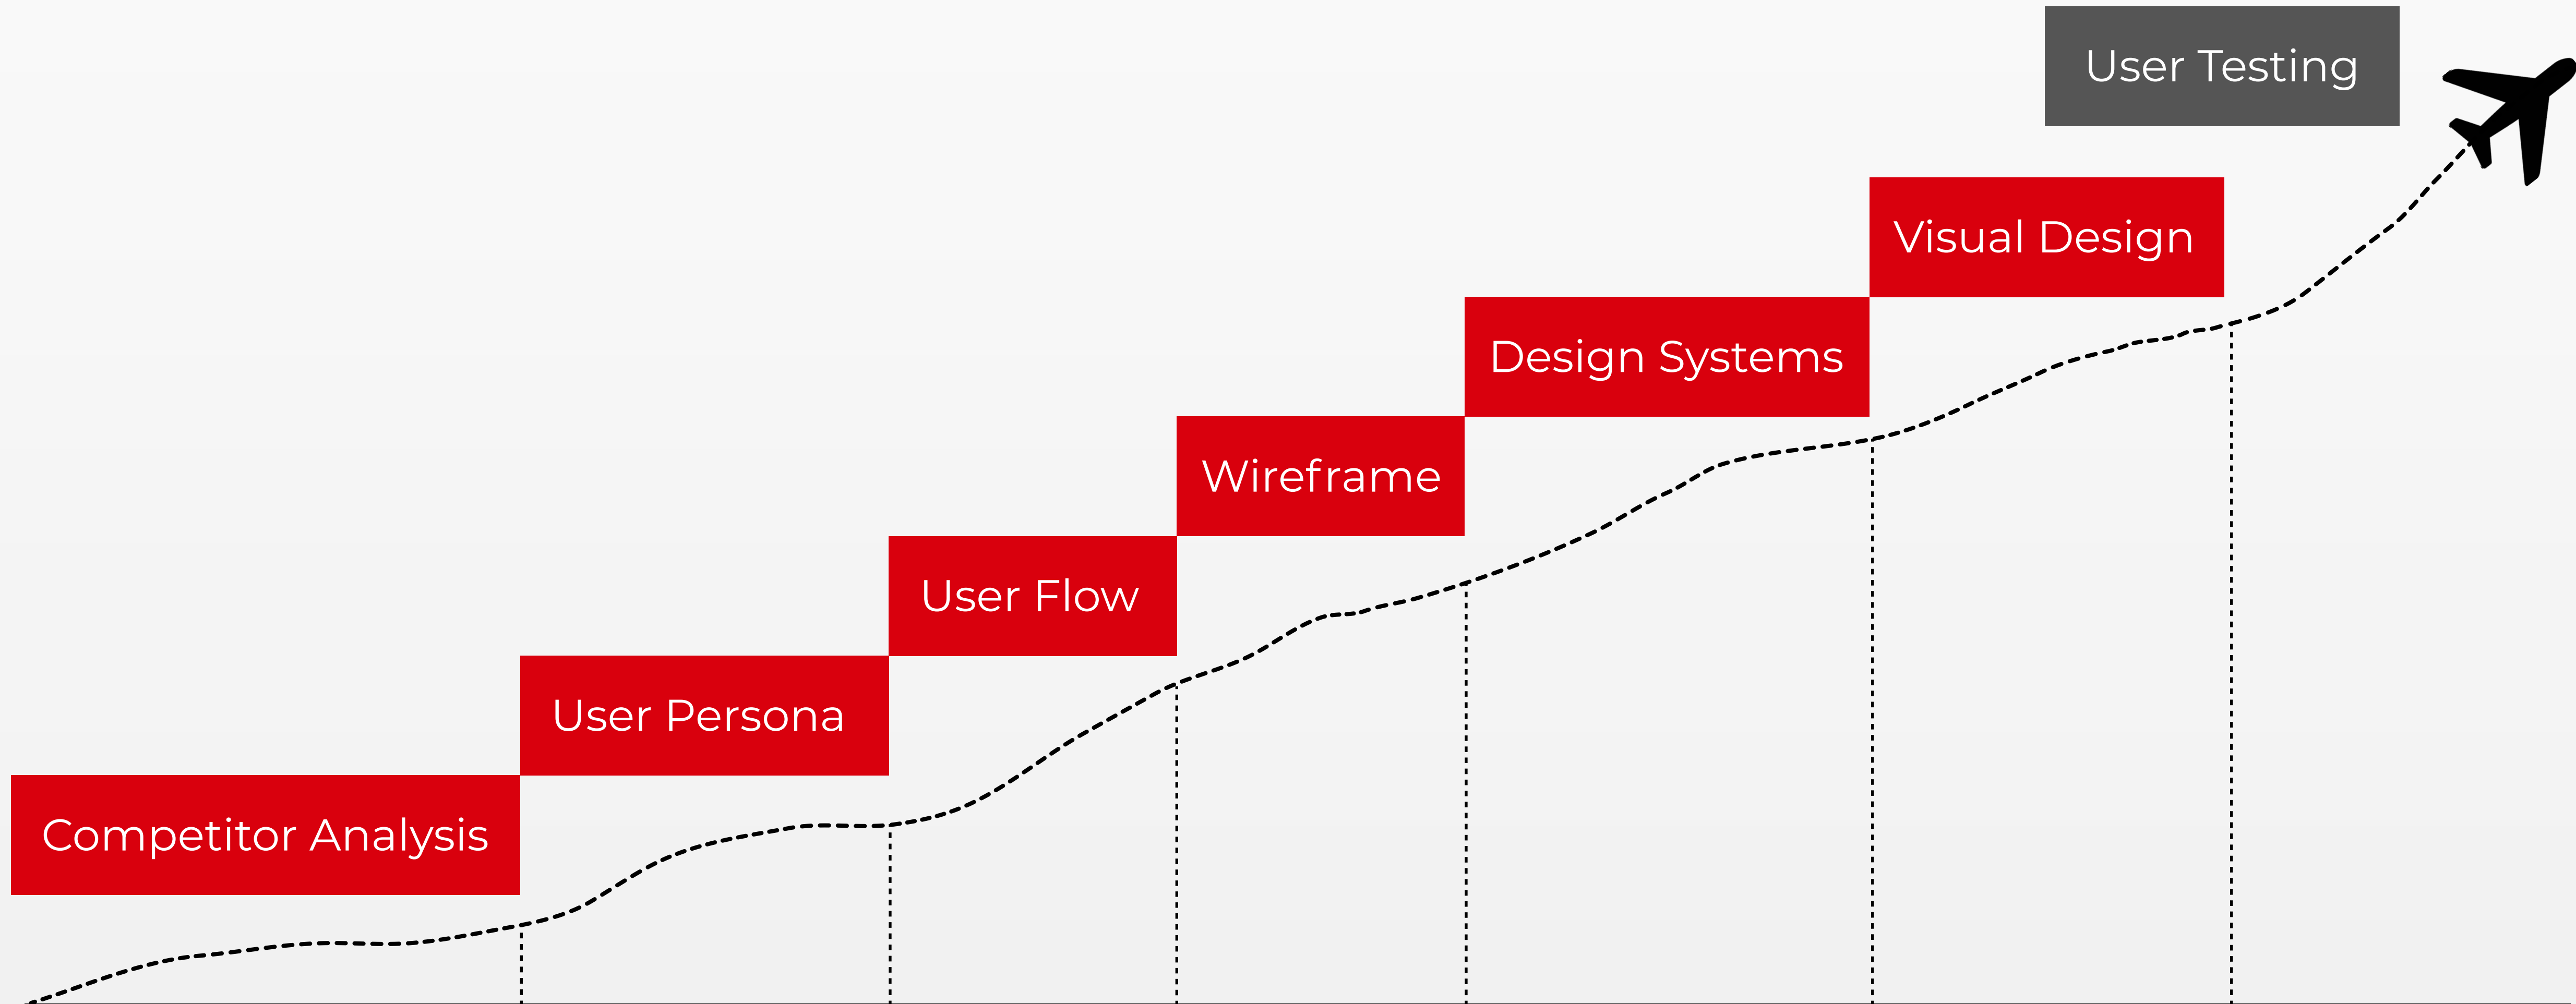 User Testing
Visual Design
Design Systems
Wireframe
User Flow
User Persona
Competitor Analysis